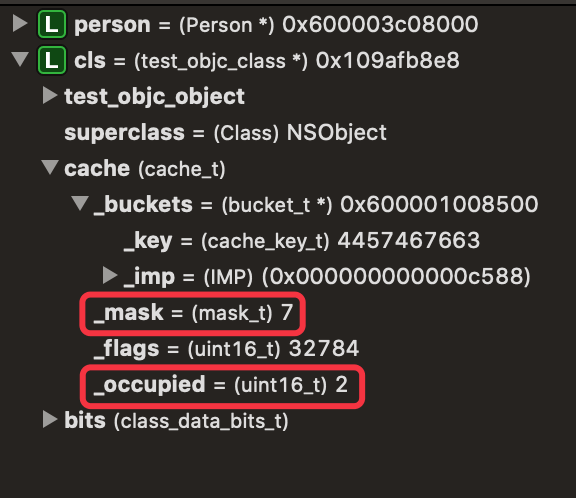 L person = (Person *) 0x600003c08000
L cls = (test_objc_class *) 0x109afb8e8
test_objc_object
superclass = (Class) NSObject
cache (cache_t)
_buckets = (bucket_t *) 0x600001008500
_key = (cache_key_t) 4457467663
_imp = (IMP) (0x000000000000c588)
_mask = (mask_t) 7
_flags = (uint16_t) 32784
_occupied = (uint16_t) 2
bits (class_data_bits_t)